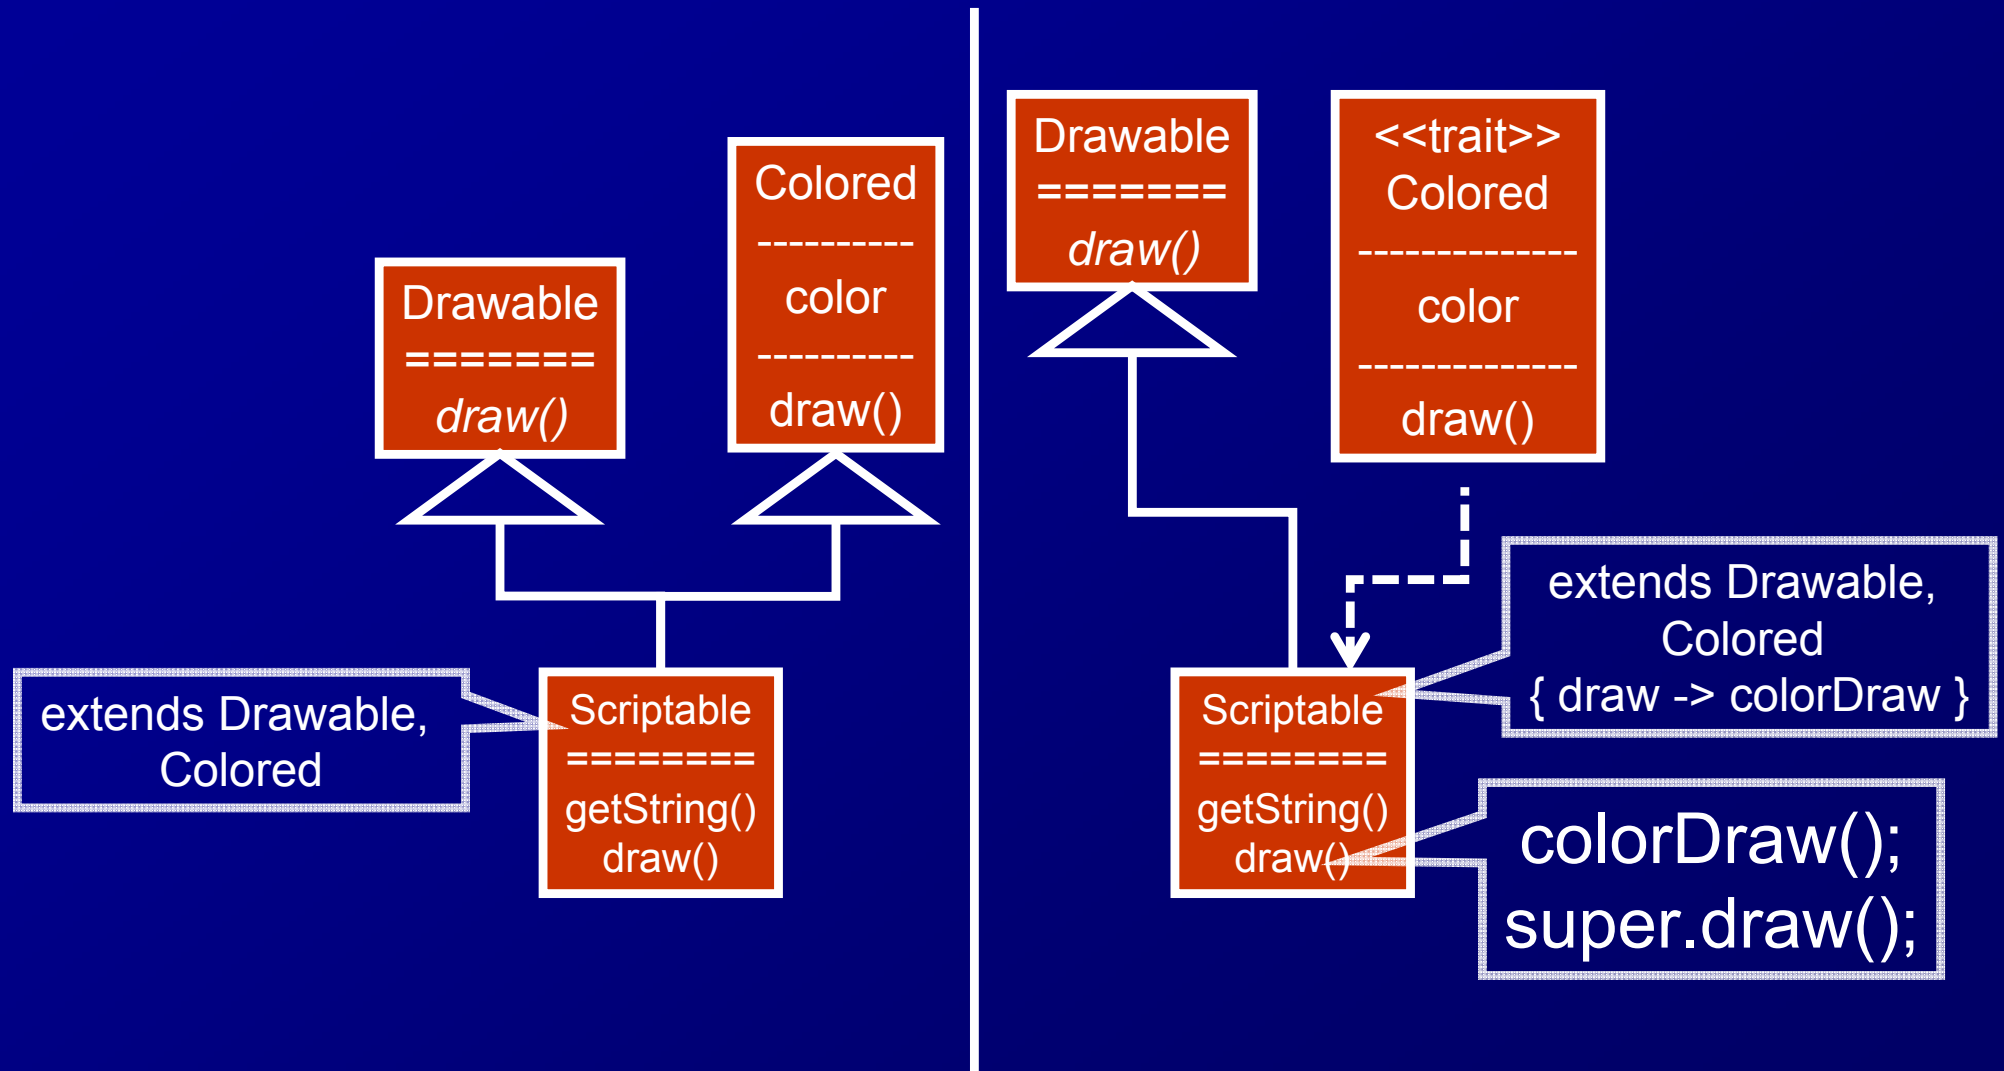 Drawable
=======
draw()
Colored
----------
color
----------
draw()
extends Drawable,
Colored
Scriptable
========
getString()
draw()
Drawable
=======
draw()
<<trait>>
Colored
--------------
color
--------------
draw()
extends Drawable,
Colored
{ draw -> colorDraw }
Scriptable
========
getString()
draw()
colorDraw();
super.draw();